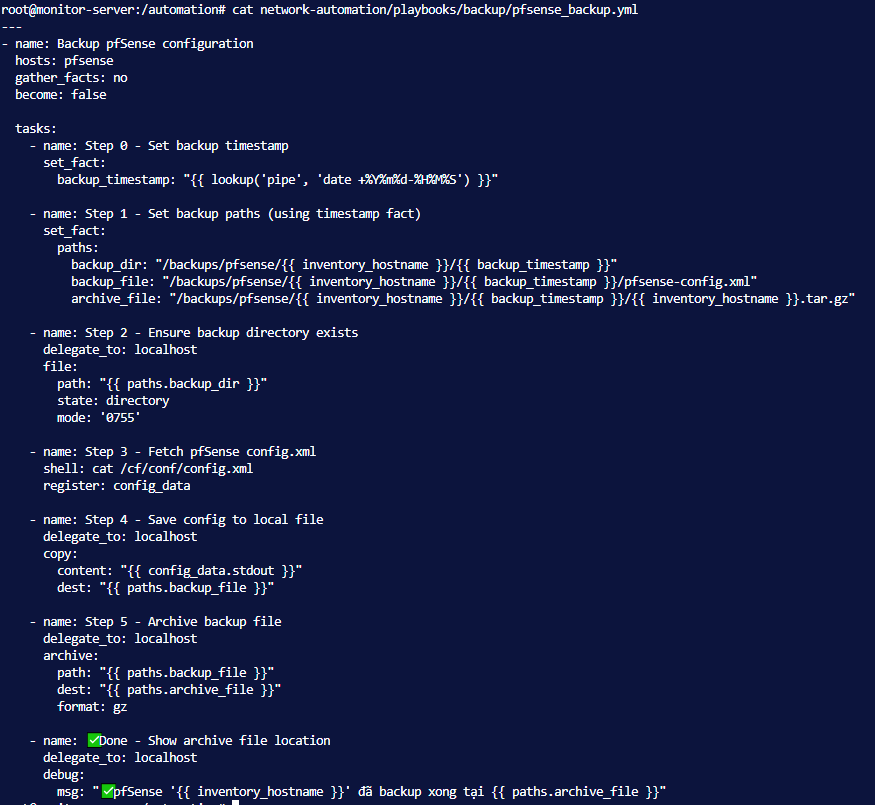 root@monitor-server:/automation# cat network-automation/playbooks/backup/pfsense_backup.yml
---
- name: Backup pfSense configuration
  hosts: pfsense
  gather_facts: no
  become: false

  tasks:
    - name: Step 0 - Set backup timestamp
      set_fact:
        backup_timestamp: "{{ lookup('pipe', 'date +%Y%m%d-%H%M%S') }}"

    - name: Step 1 - Set backup paths (using timestamp fact)
      set_fact:
        paths:
          backup_dir: "/backups/pfsense/{{ inventory_hostname }}/{{ backup_timestamp }}"
          backup_file: "/backups/pfsense/{{ inventory_hostname }}/{{ backup_timestamp }}/pfsense-config.xml"
          archive_file: "/backups/pfsense/{{ inventory_hostname }}/{{ backup_timestamp }}/{{ inventory_hostname }}.tar.gz"

    - name: Step 2 - Ensure backup directory exists
      delegate_to: localhost
      file:
        path: "{{ paths.backup_dir }}"
        state: directory
        mode: '0755'

    - name: Step 3 - Fetch pfSense config.xml
      shell: cat /cf/conf/config.xml
      register: config_data

    - name: Step 4 - Save config to local file
      delegate_to: localhost
      copy:
        content: "{{ config_data.stdout }}"
        dest: "{{ paths.backup_file }}"

    - name: Step 5 - Archive backup file
      delegate_to: localhost
      archive:
        path: "{{ paths.backup_file }}"
        dest: "{{ paths.archive_file }}"
        format: gz

    - name: ✅Done - Show archive file location
      delegate_to: localhost
      debug:
        msg: "✅pfSense '{{ inventory_hostname }}' đã backup xong tại {{ paths.archive_file }}"